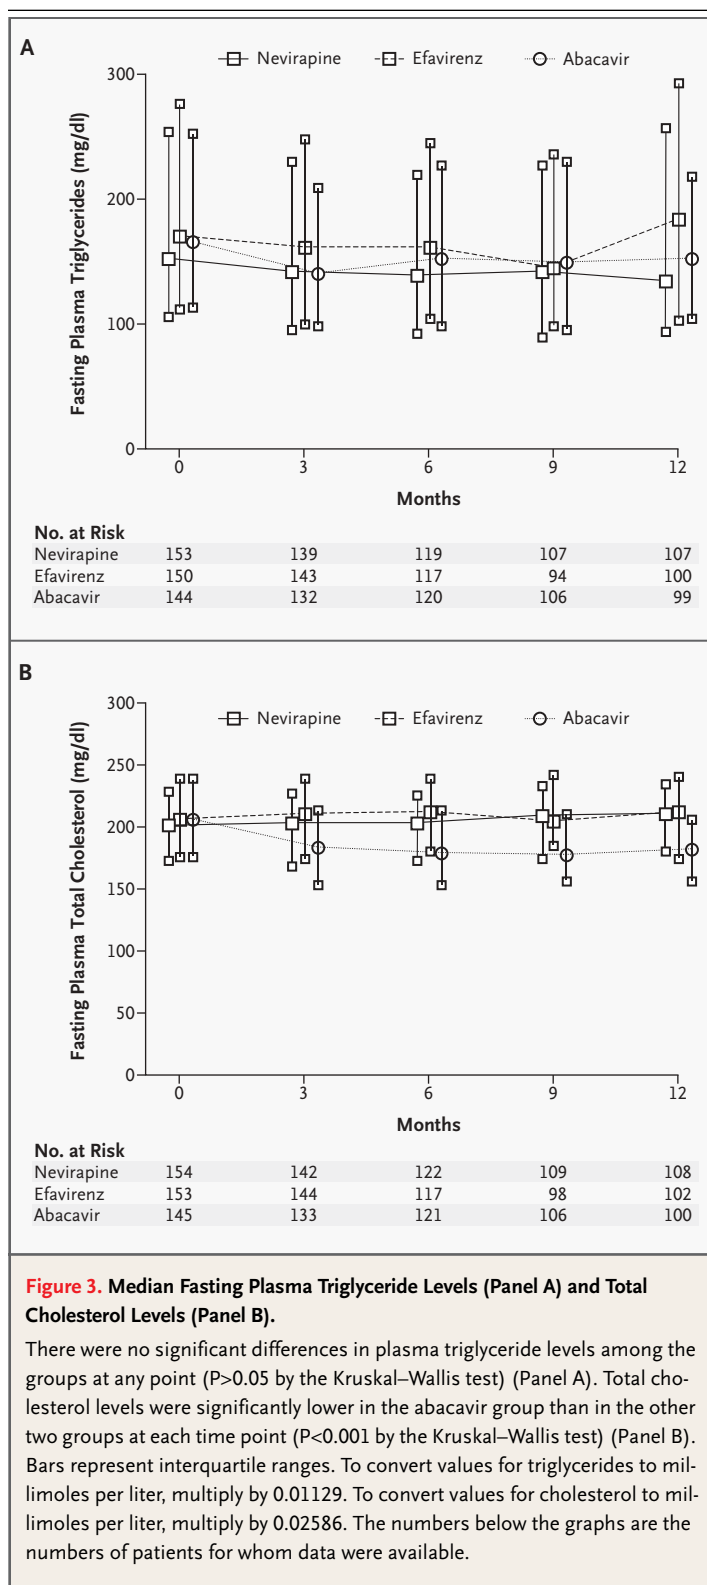 A
Nevirapine Efavirenz Abacavir
300
200
100
0
Fasting Plasma Triglycerides (mg/dl)
0 3 6 9 12
Months
No. at Risk
Nevirapine 153 139 119 107 107
Efavirenz 150 143 117 94 100
Abacavir 144 132 120 106 99
B
Nevirapine Efavirenz Abacavir
300
250
200
150
100
50
0
Fasting Plasma Total Cholesterol (mg/dl)
0 3 6 9 12
Months
No. at Risk
Nevirapine 154 142 122 109 108
Efavirenz 153 144 117 98 102
Abacavir 145 133 121 106 100
Figure 3. Median Fasting Plasma Triglyceride Levels (Panel A) and Total
Cholesterol Levels (Panel B).
There were no significant differences in plasma triglyceride levels among the
groups at any point (P>0.05 by the Kruskal–Wallis test) (Panel A). Total cho-
lesterol levels were significantly lower in the abacavir group than in the other
two groups at each time point (P<0.001 by the Kruskal–Wallis test) (Panel B).
Bars represent interquartile ranges. To convert values for triglycerides to mil-
limoles per liter, multiply by 0.01129. To convert values for cholesterol to mil-
limoles per liter, multiply by 0.02586. The numbers below the graphs are the
numbers of patients for whom data were available.